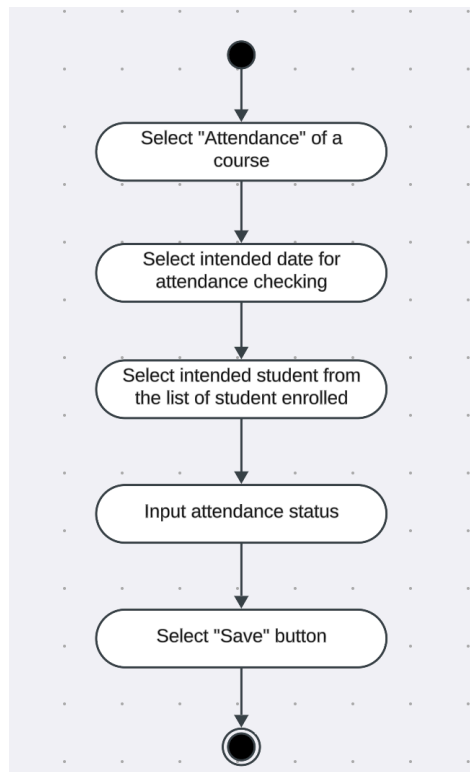 Select "Attendance" of a
course
Select intended date for
attendance checking
Select intended student from
the list of student enrolled
Input attendance status
Select "Save" button